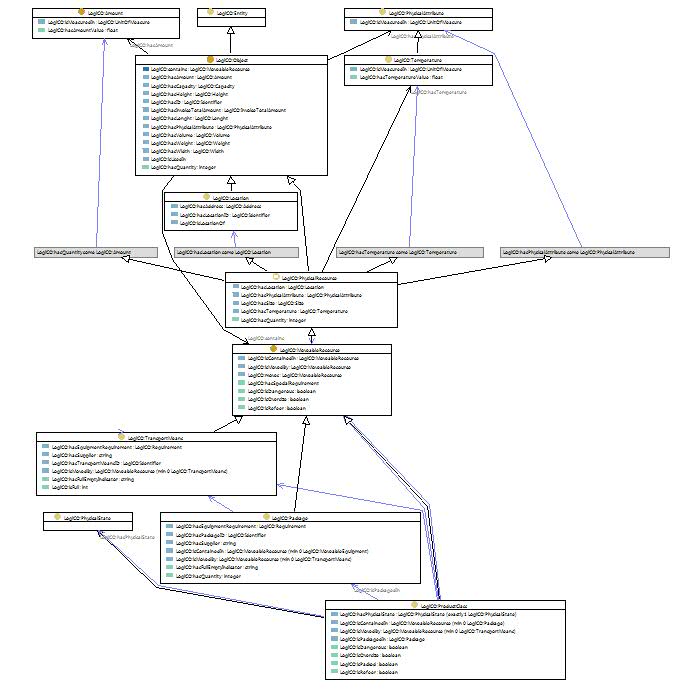 LogICO:Amount
LogICO:isMeasuredIn : LogICO:UnitOfMeasure
LogICO:hasAmountValue : float
LogICO:Entity
LogICO:PhysicalAttribute
LogICO:isMeasuredIn : LogICO:UnitOfMeasure
LogICO:hasAmount
LogICO:hasPhysicalAttribute
LogICO:Object
LogICO:contains : LogICO:MoveableResource
LogICO:hasAmount : LogICO:Amount
LogICO:hasCapacity : LogICO:Capacity
LogICO:hasHeight : LogICO:Height
LogICO:hasID : LogICO:Identifier
LogICO:hasInvoiceTotalAmount : LogICO:InvoiceTotalAmount
LogICO:hasLenght : LogICO:Lenght
LogICO:hasPhysicalAttribute : LogICO:PhysicalAttribute
LogICO:hasVolume : LogICO:Volume
LogICO:hasWeight : LogICO:Weight
LogICO:hasWidth : LogICO:Width
LogICO:isUsedIn
LogICO:hasQuantity : integer
LogICO:Temperature
LogICO:isMeasuredIn : LogICO:UnitOfMeasure
LogICO:hasTemperatureValue : float
LogICO:hasTemperature
LogICO:Location
LogICO:hasAddress : LogICO:Address
LogICO:hasLocationID : LogICO:Identifier
LogICO:isLocationOf
LogICO:hasQuantity some LogICO:Amount
LogICO:hasLocation some LogICO:Location
LogICO:hasTemperature some LogICO:Temperature
LogICO:hasPhysicalAttribute some LogICO:PhysicalAttribute
LogICO:PhysicalResource
LogICO:hasLocation : LogICO:Location
LogICO:hasPhysicalAttribute : LogICO:PhysicalAttribute
LogICO:hasSize : LogICO:Size
LogICO:hasTemperature : LogICO:Temperature
LogICO:hasQuantity : integer
LogICO:contains
LogICO:MoveableResource
LogICO:isContainedIn : LogICO:MoveableResource
LogICO:isMovedBy : LogICO:MoveableResource
LogICO:moves : LogICO:MoveableResource
LogICO:hasSpecialRequirement
LogICO:isDangerous : boolean
LogICO:isOversize : boolean
LogICO:isReefer : boolean
LogICO:TransportMeans
LogICO:hasEquipmentRequirement : LogICO:Requirement
LogICO:hasSupplier : string
LogICO:hasTransportMeansID : LogICO:Identifier
LogICO:isMovedBy : LogICO:MoveableResource (min 0 LogICO:TransportMeans)
LogICO:hasFullEmptyIndicator : string
LogICO:isFull : int
LogICO:PhysicalState
LogICO:hasPhysicalState
LogICO:Package
LogICO:hasEquipmentRequirement : LogICO:Requirement
LogICO:hasPackageID : LogICO:Identifier
LogICO:hasSupplier : string
LogICO:isContainedIn : LogICO:MoveableResource (min 0 LogICO:MoveableEquipment)
LogICO:isMovedBy : LogICO:MoveableResource (min 0 LogICO:TransportMeans)
LogICO:hasFullEmptyIndicator : string
LogICO:hasQuantity : integer
LogICO:isPackagedIn
LogICO:ProductClass
LogICO:hasPhysicalState : LogICO:PhysicalState (exactly 1 LogICO:PhysicalState)
LogICO:isContainedIn : LogICO:MoveableResource (min 0 LogICO:Package)
LogICO:isMovedBy : LogICO:MoveableResource (min 0 LogICO:TransportMeans)
LogICO:isPackagedIn : LogICO:Package
LogICO:isDangerous : boolean
LogICO:isOversize : boolean
LogICO:isPacked : boolean
LogICO:isReefer : boolean